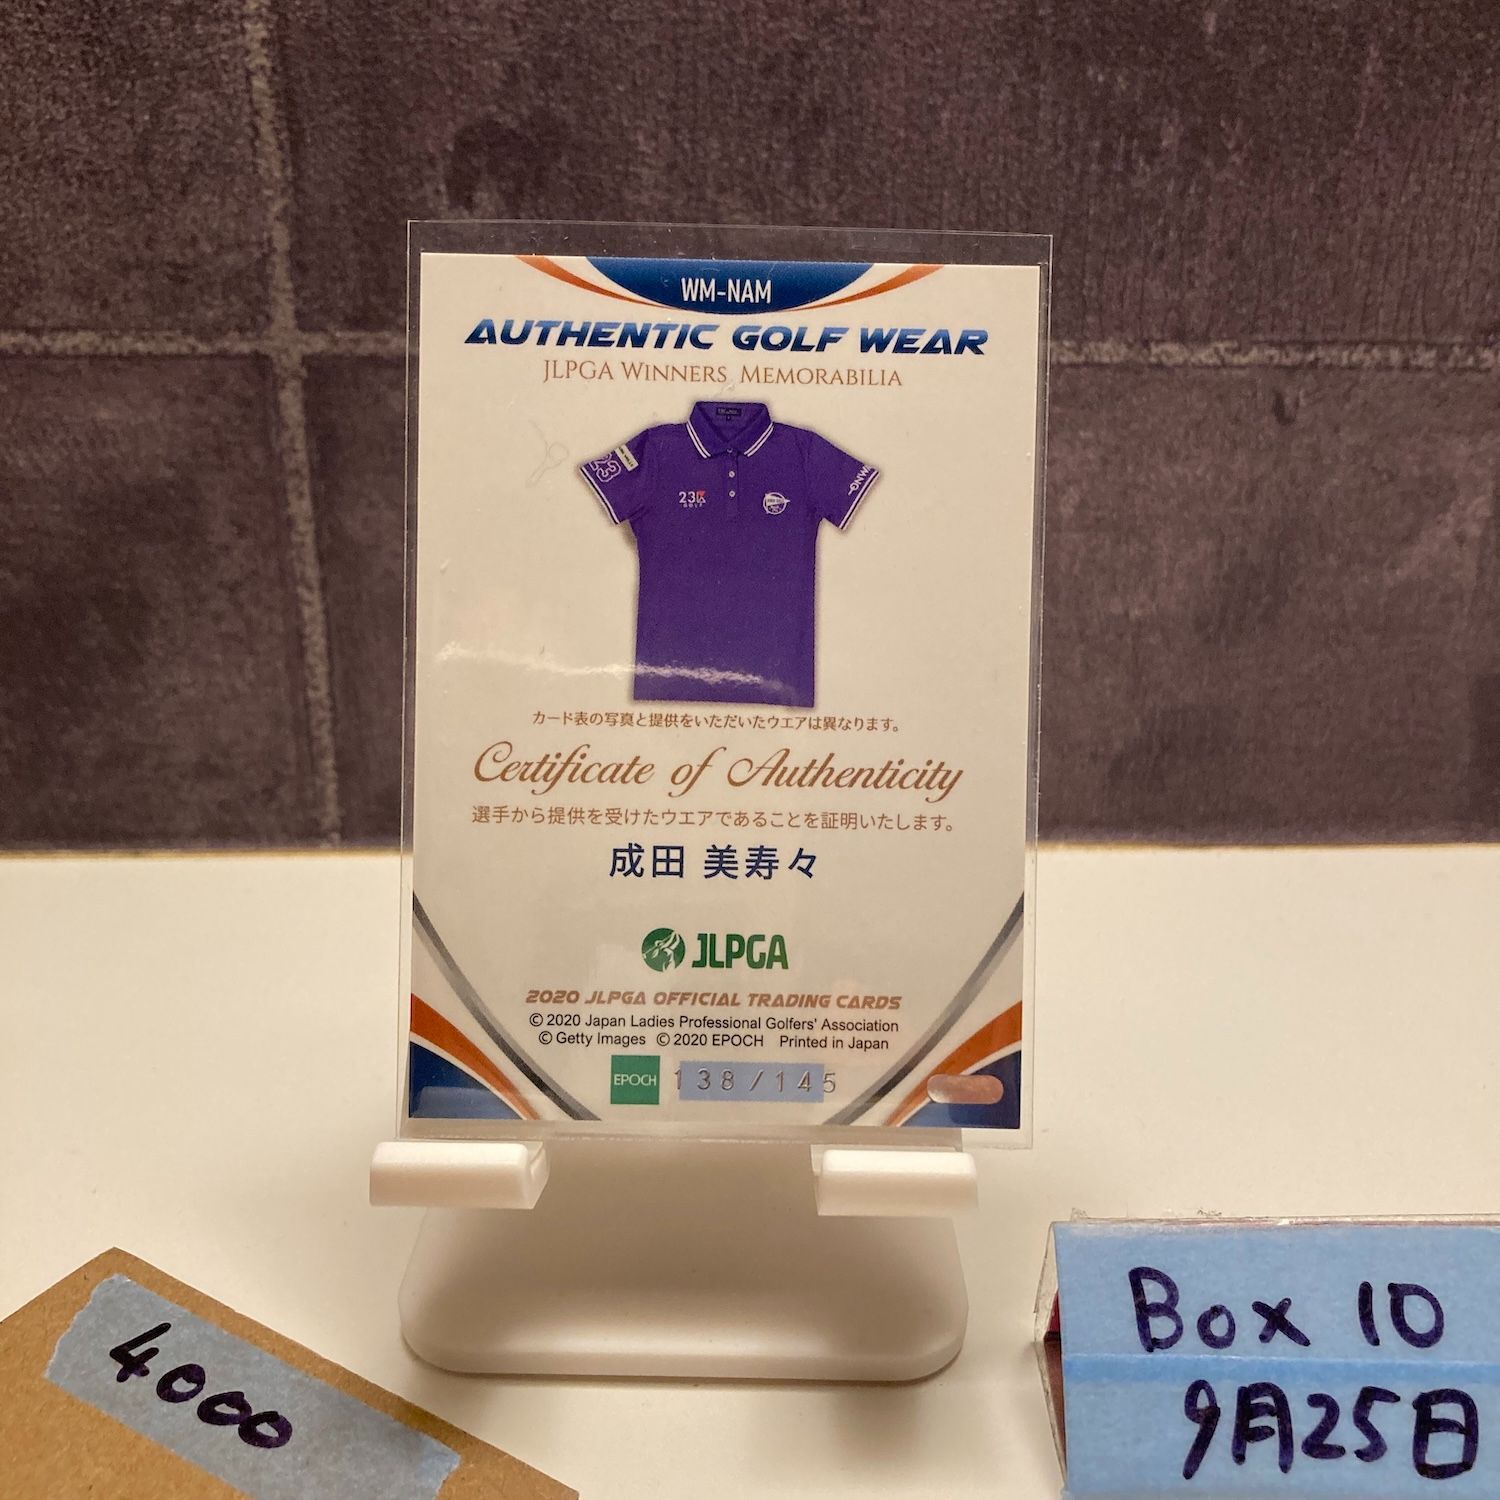 WM-NAM
AUTHENTIC GOLF WEAR
JLPGA WINNERS MEMORABILIA
23
23K
GOLF
カード表の写真と提供をいただいたウエアは異なります。
Certificate of Authenticity
選手から提供を受けたウエアであることを証明いたします。
成田 美寿々
JLPGA
2020 JLPGA OFFICIAL TRADING CARDS
© 2020 Japan Ladies Professional Golfers' Association
© Getty Images © 2020 EPOCH Printed in Japan
EPOCH 138/145
4000
Box 10
9月25日